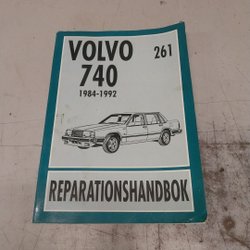 VOLVO 261
740
1984-1992
REPARATIONSHANDBOK